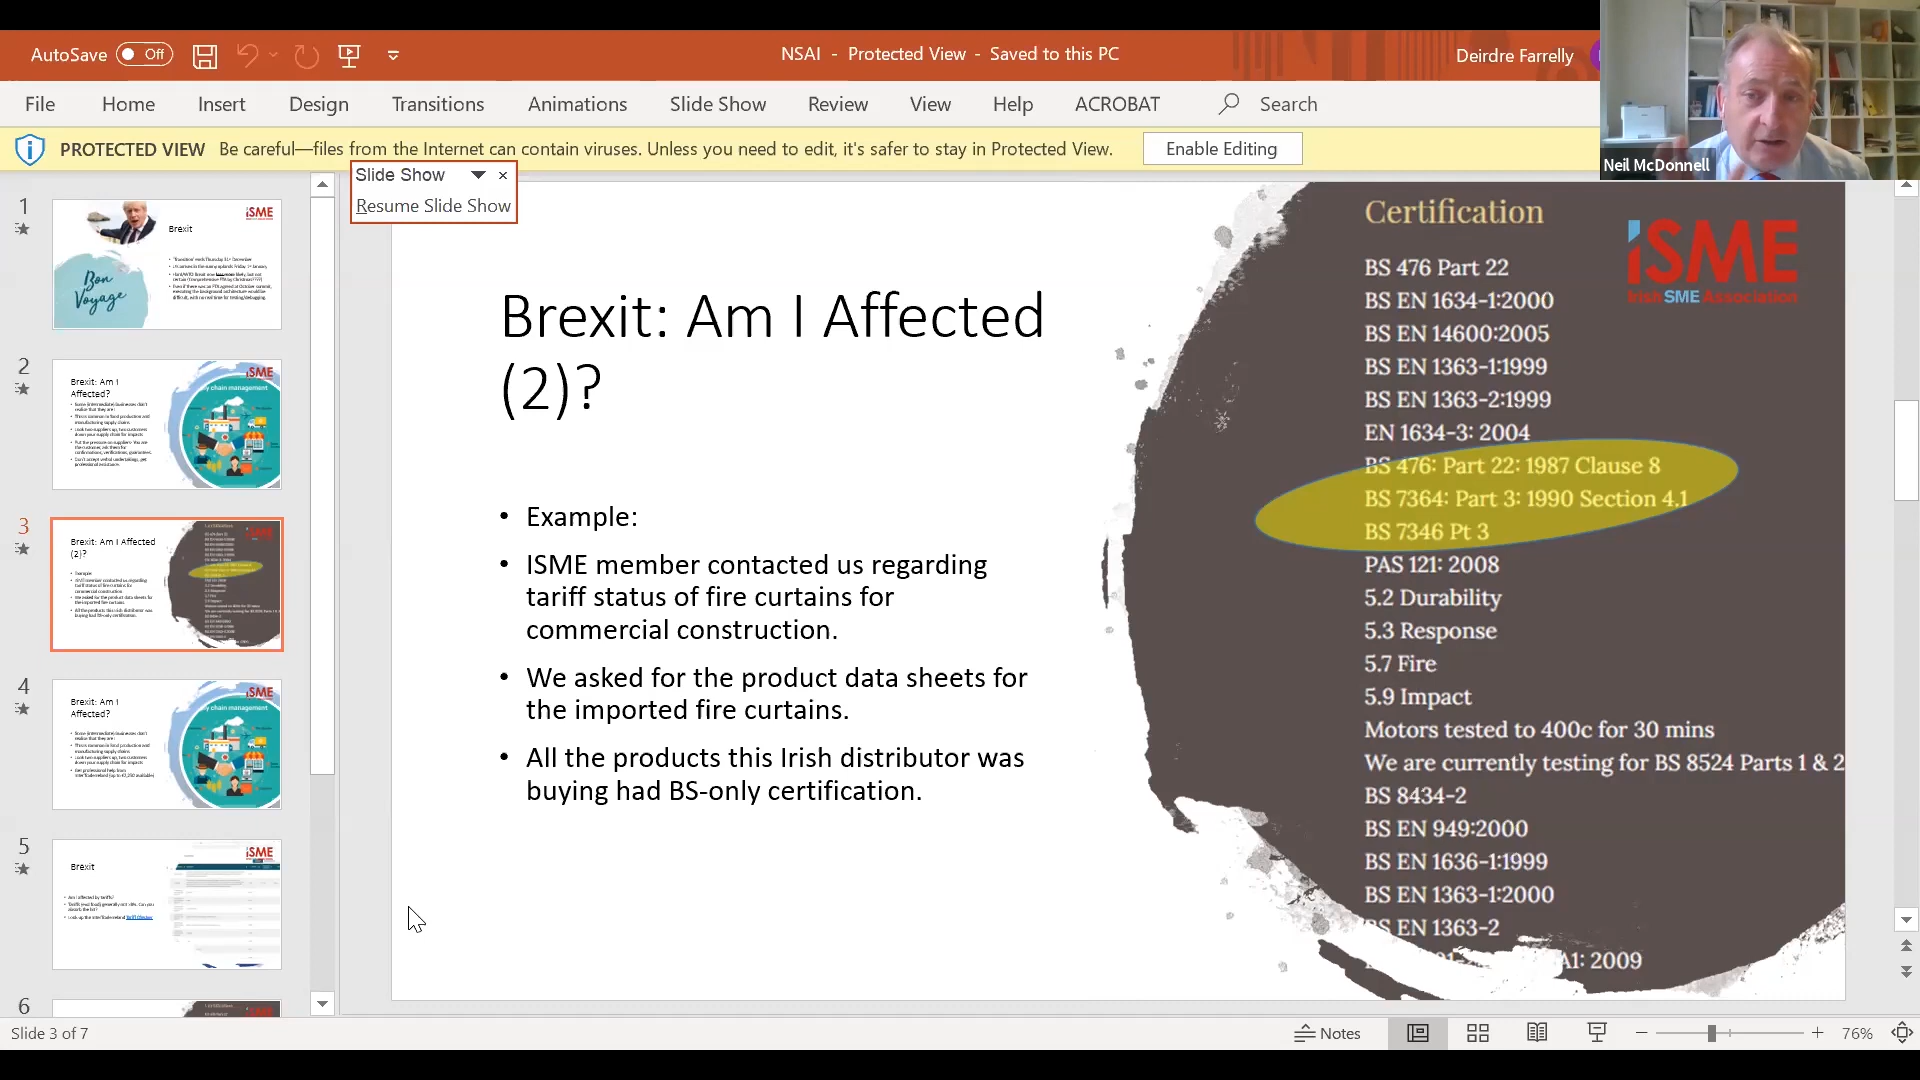 AutoSave Off
NSAI - Protected View - Saved to this PC
Deirdre Farrelly
File Home Insert Design Transitions Animations Slide Show Review View Help ACROBAT Search
PROTECTED VIEW Be careful—files from the Internet can contain viruses. Unless you need to edit, it's safer to stay in Protected View. Enable Editing
Neil McDonnell
Slide Show
Resume Slide Show
1
iSME
Brexit
Bon
Voyage
2
iSME
Brexit: Am I
Affected?
3
Brexit: Am I Affected
(2)?
4
iSME
Brexit: Am I
Affected?
5
iSME
Brexit
6
Brexit: Am I Affected
(2)?
• Example:
• ISME member contacted us regarding
tariff status of fire curtains for
commercial construction.
• We asked for the product data sheets for
the imported fire curtains.
• All the products this Irish distributor was
buying had BS-only certification.
Certification
iSME
Irish SME Association
BS 476 Part 22
BS EN 1634-1:2000
BS EN 14600:2005
BS EN 1363-1:1999
BS EN 1363-2:1999
EN 1634-3: 2004
BS 476: Part 22: 1987 Clause 8
BS 7364: Part 3: 1990 Section 4.1
BS 7346 Pt 3
PAS 121: 2008
5.2 Durability
5.3 Response
5.7 Fire
5.9 Impact
Motors tested to 400c for 30 mins
We are currently testing for BS 8524 Parts 1 & 2
BS 8434-2
BS EN 949:2000
BS EN 1636-1:1999
BS EN 1363-1:2000
BS EN 1363-2
A1: 2009
Slide 3 of 7
Notes
76%